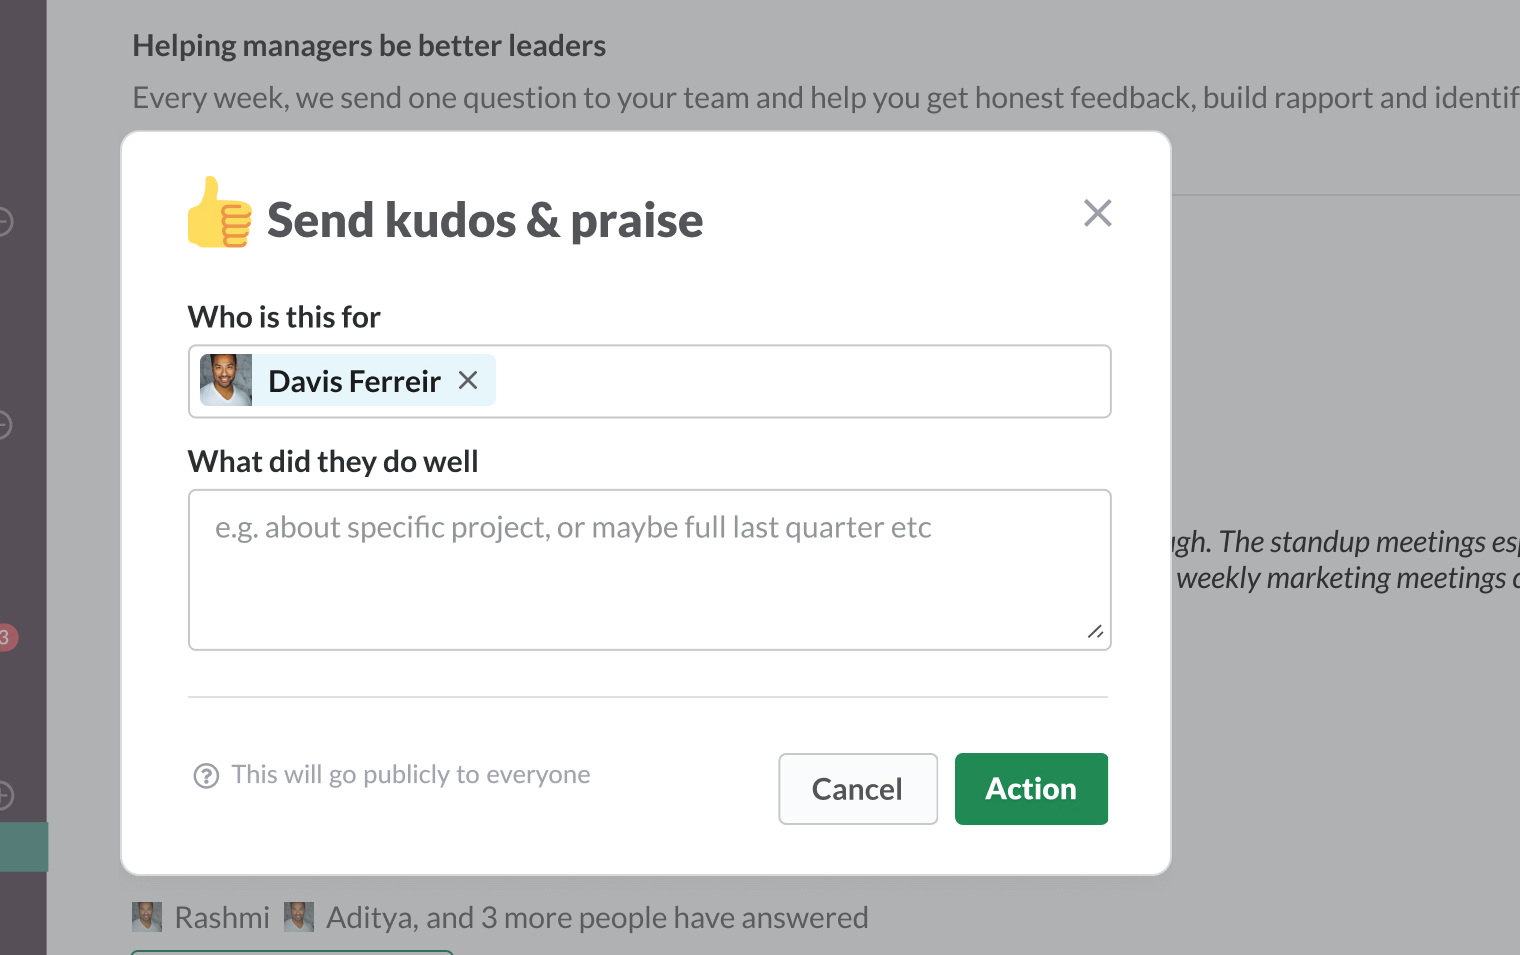 Helping managers be better leaders
Every week, we send one question to your team and help you get honest feedback, build rapport and
Send kudos & praise
Who is this for
Davis Ferreir
What did they do well
e.g. about specific project, or maybe full last quarter etc
The standup meetings
weekly marketing meetings
3
This will go publicly to everyone
Cancel
Action
Rashmi Aditya, and 3 more people have answered